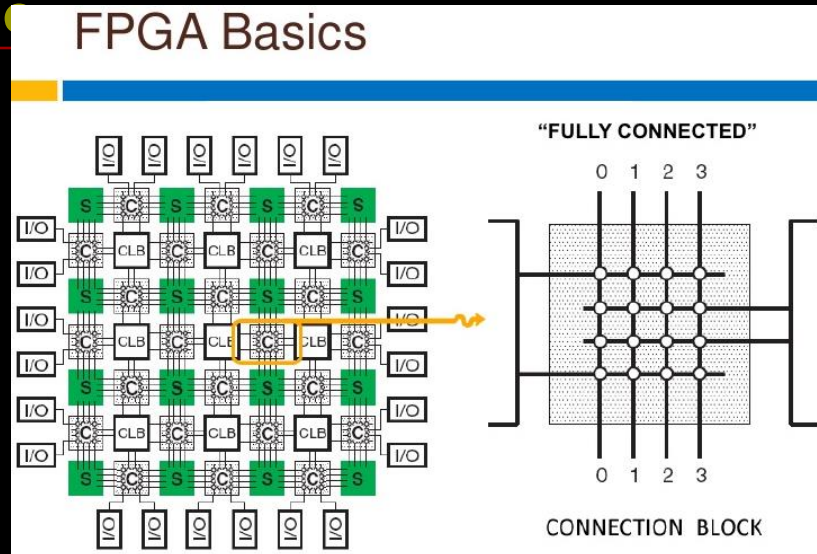 FPGA Basics
I/O I/O I/O I/O I/O I/O
S C S C S C S
I/O I/O
C CLB C CLB C CLB C
I/O I/O
S C S C S C S
I/O I/O
C CLB C CLB C CLB C
I/O I/O
S C S C S C S
I/O I/O
C CLB C CLB C CLB C
I/O I/O
S C S C S C S
I/O I/O I/O I/O I/O I/O
“FULLY CONNECTED”
0 1 2 3
0 1 2 3
CONNECTION BLOCK